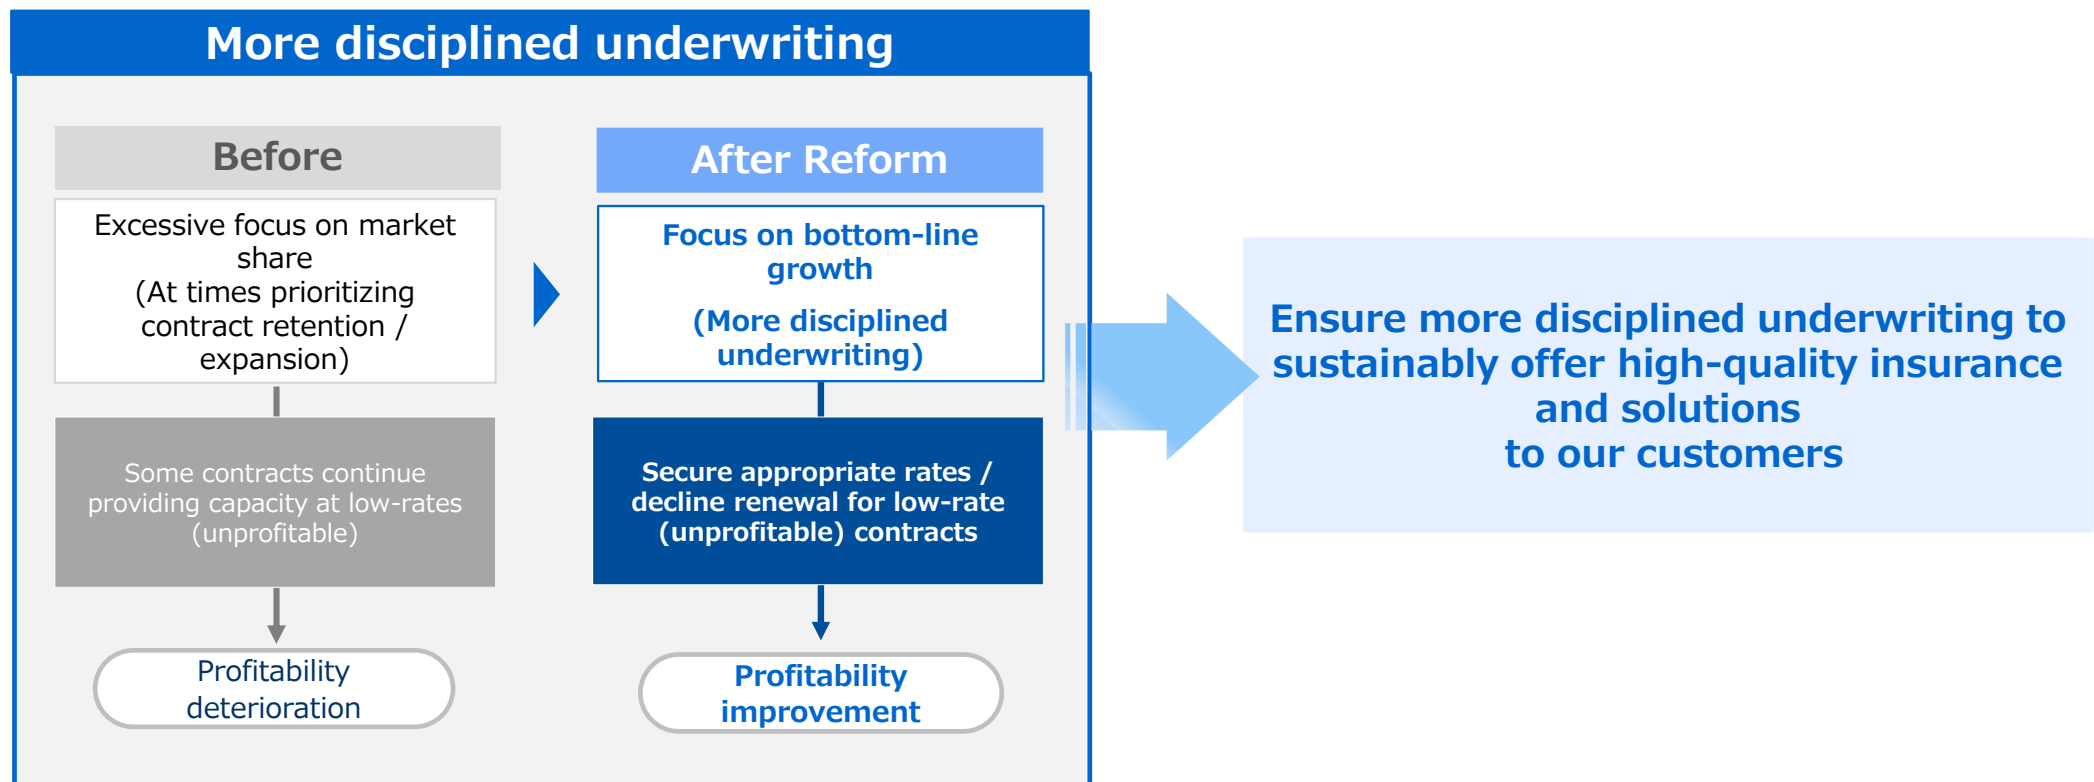 More disciplined underwriting
Before
Excessive focus on market
share
(At times prioritizing
contract retention /
expansion)
Some contracts continue
providing capacity at low-rates
(unprofitable)
Profitability
deterioration
After Reform
Focus on bottom-line
growth
(More disciplined
underwriting)
Secure appropriate rates /
decline renewal for low-rate
(unprofitable) contracts
Profitability
improvement
Ensure more disciplined underwriting to
sustainably offer high-quality insurance
and solutions
to our customers